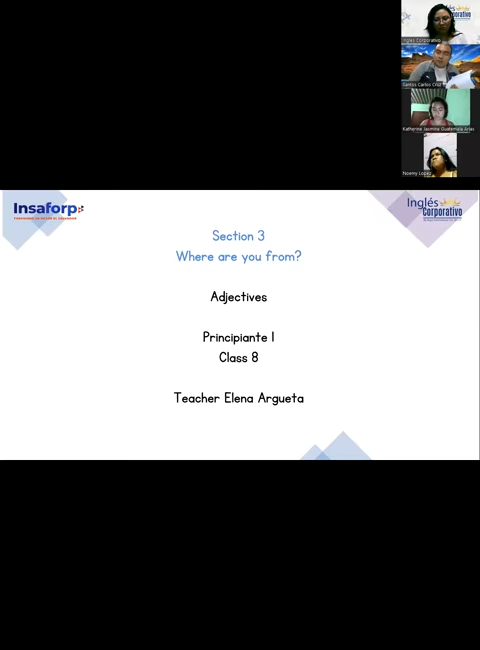 Inglés Corporativo
Santos Carlos Cruz
Katherine Jasmine Guatemala Arias
Noemy Lopez
Insaforp
Inglés
Corporativo
Section 3
Where are you from?
Adjectives
Principiante I
Class 8
Teacher Elena Argueta